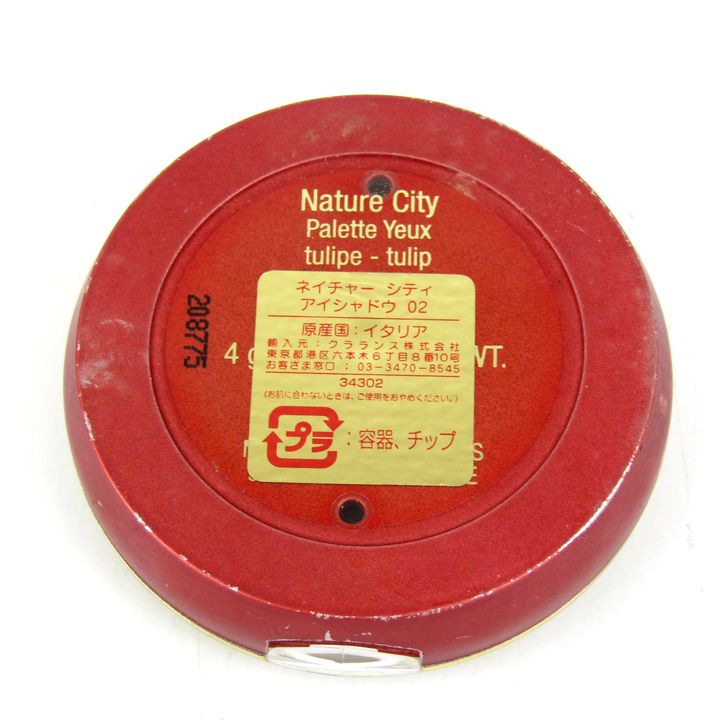 Nature City
Palette Yeux
tulipe - tulip
ネイチャー シティ
アイシャドウ 02
原産国：イタリア
輸入元：クラランス株式会社
東京都港区六本木6丁目8番10号
お客さま窓口：03-3470-8545
34302
(お肌に合わないときは、ご使用をおやめください。)
プラ：容器、チップ
4 g
WT.
208775